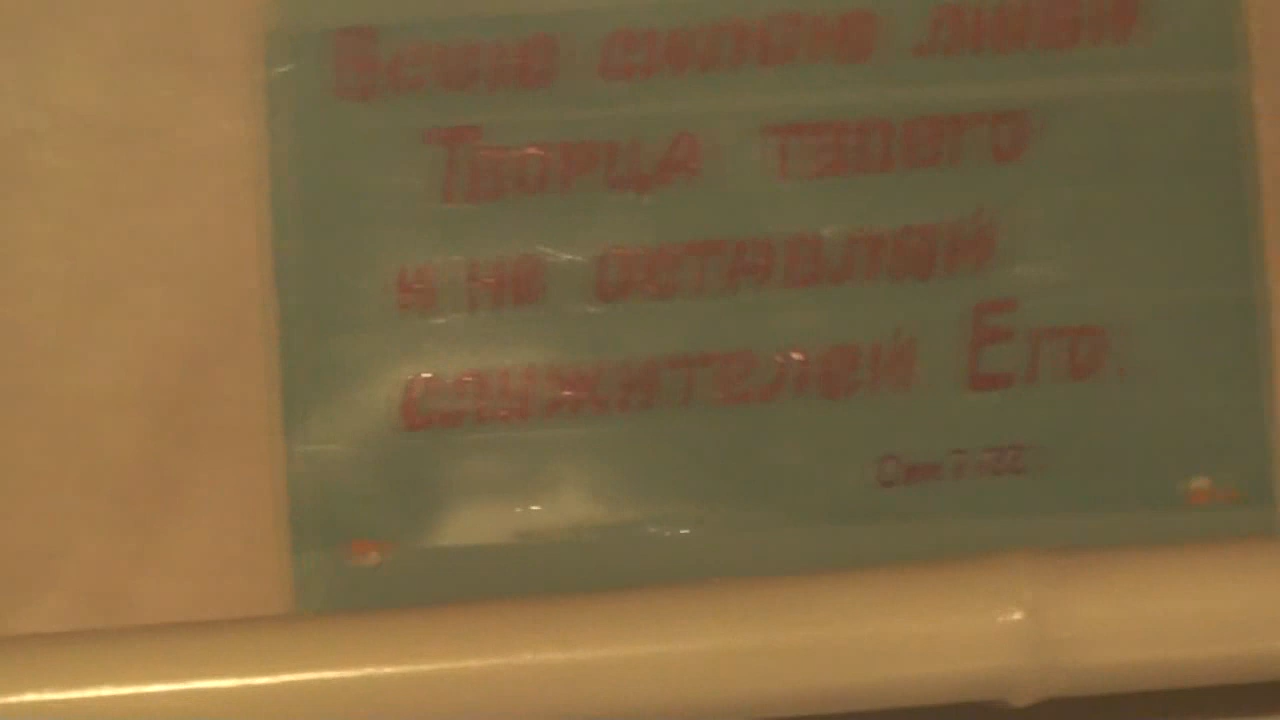 Всею силою люби
Творца твоего
и не оставляй
служителей Его.